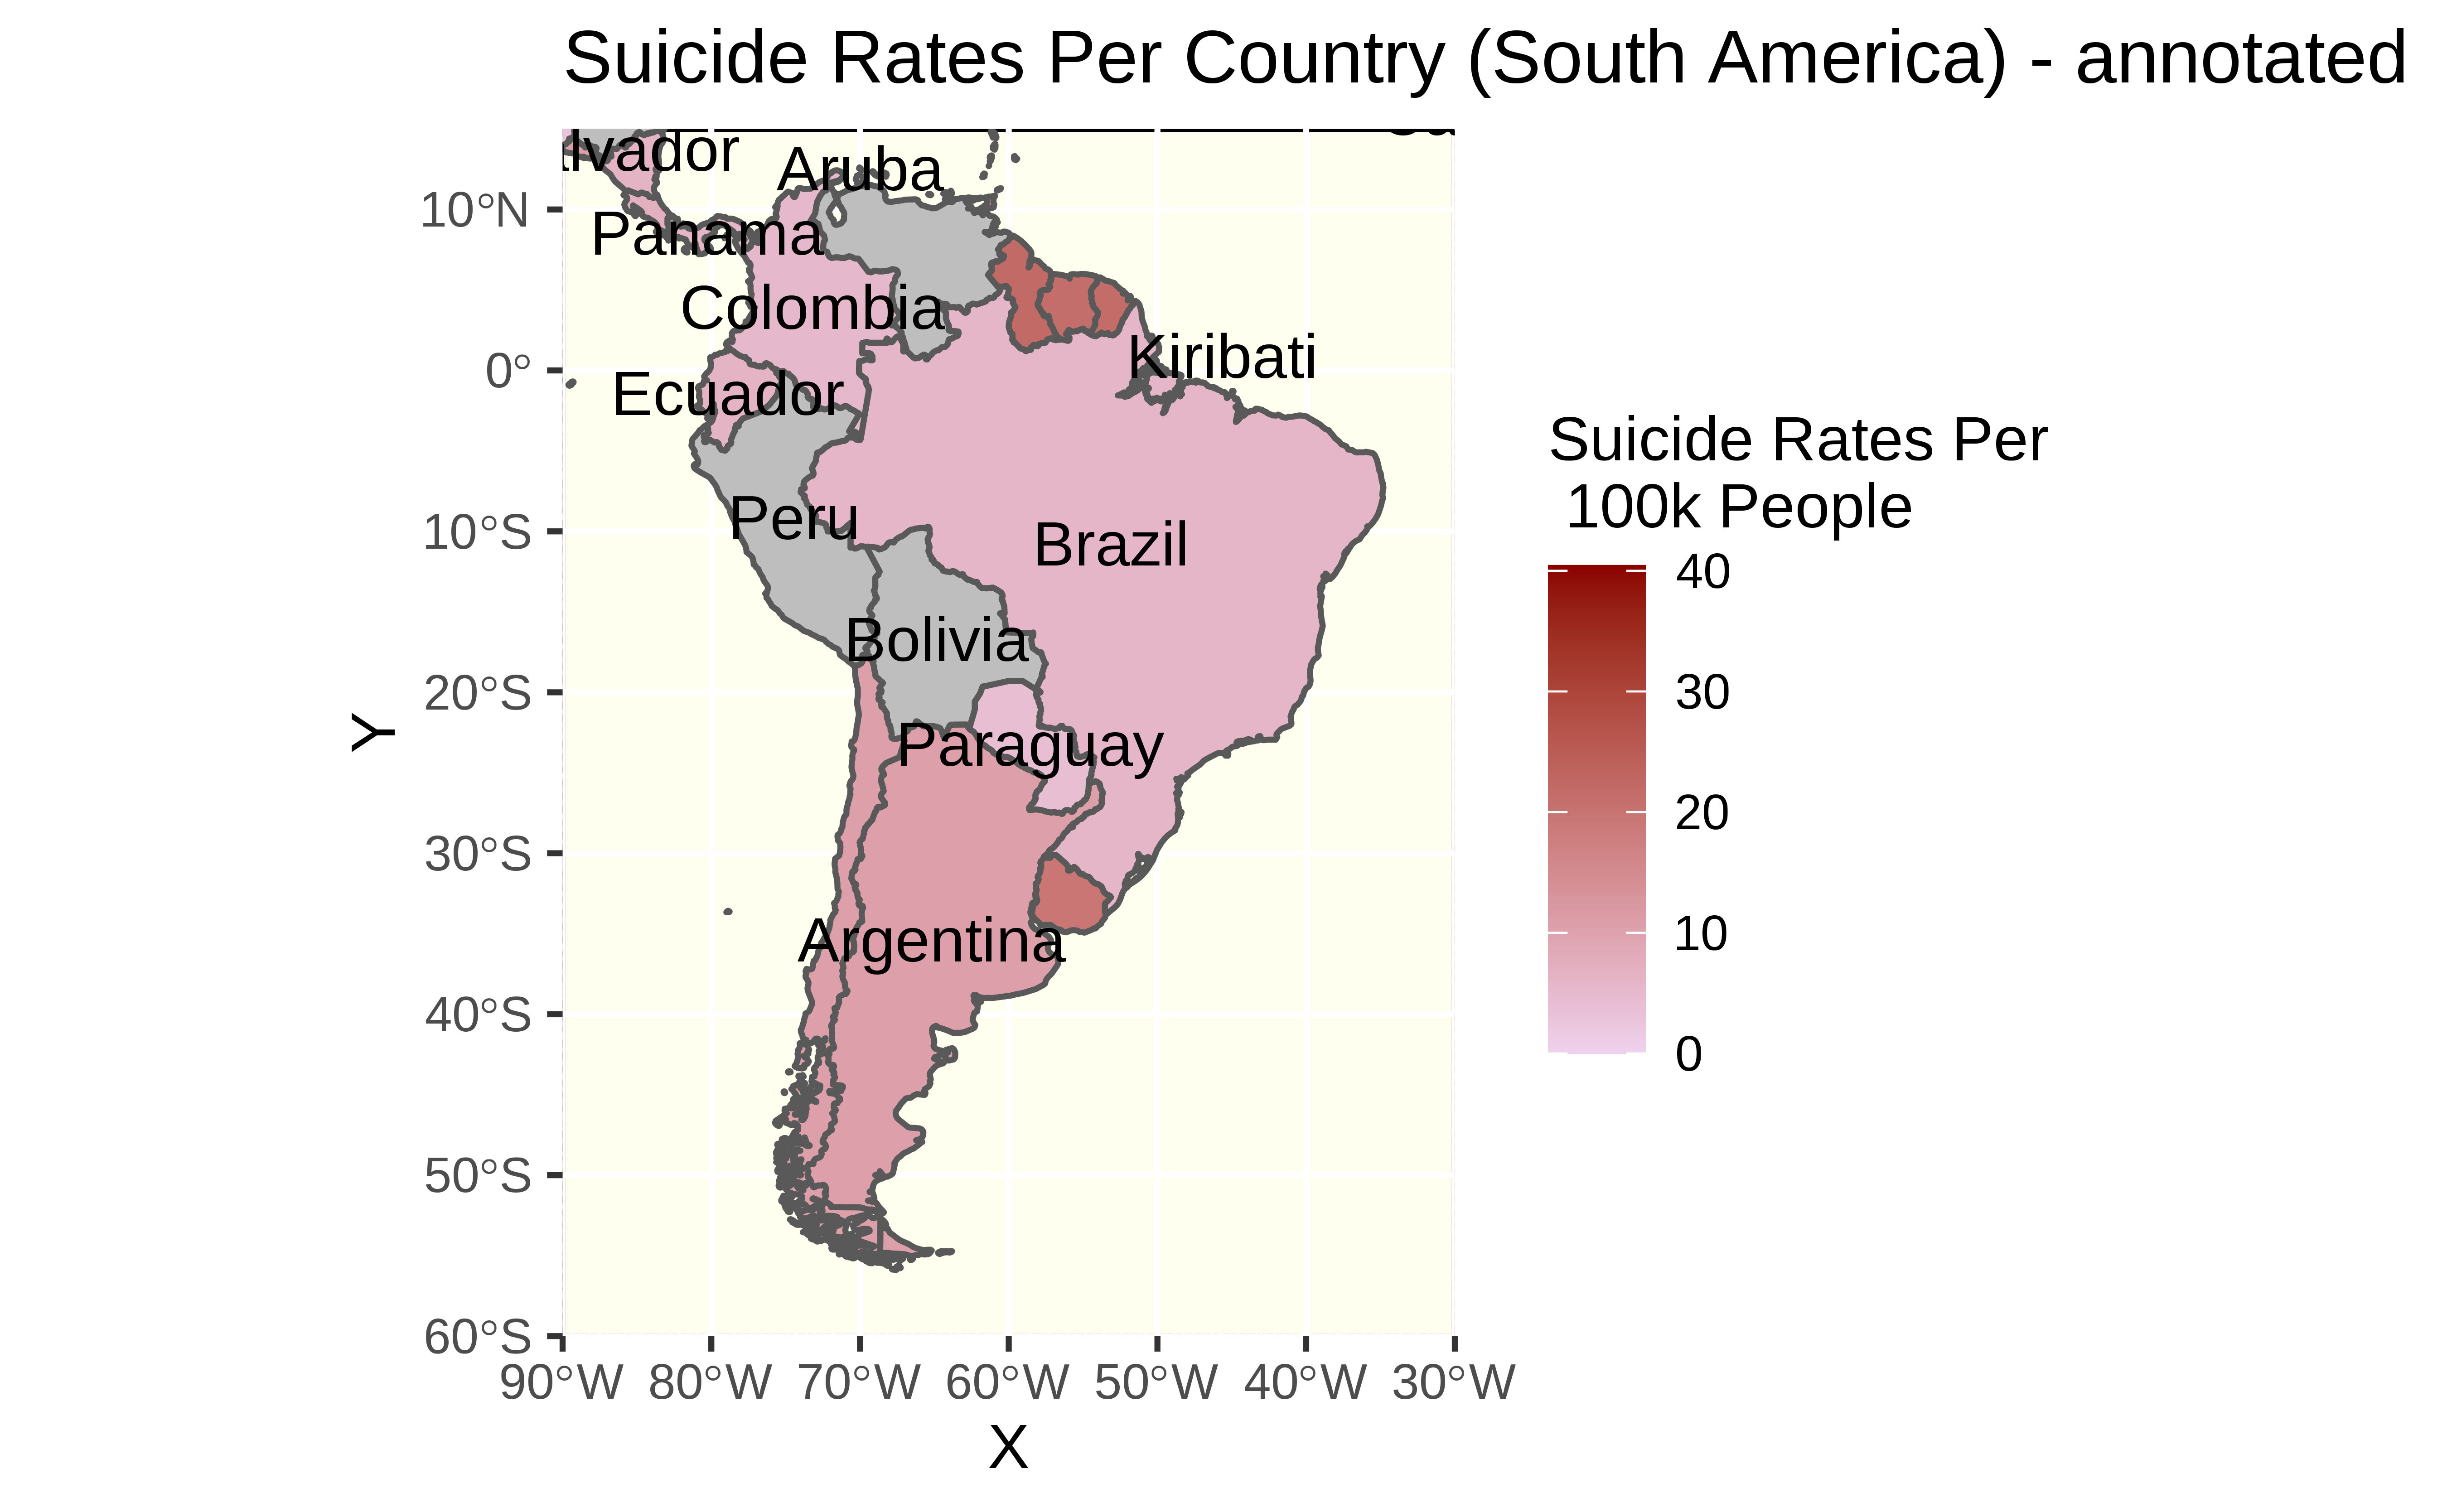 Suicide Rates Per Country (South America) - annotated
lvador
Aruba
Panama
Colombia
Kiribati
Ecuador
Peru
Brazil
Bolivia
Paraguay
Argentina
10°N
0°
10°S
20°S
30°S
40°S
50°S
60°S
Y
90°W 80°W 70°W 60°W 50°W 40°W 30°W
X
Suicide Rates Per
100k People
40
30
20
10
0